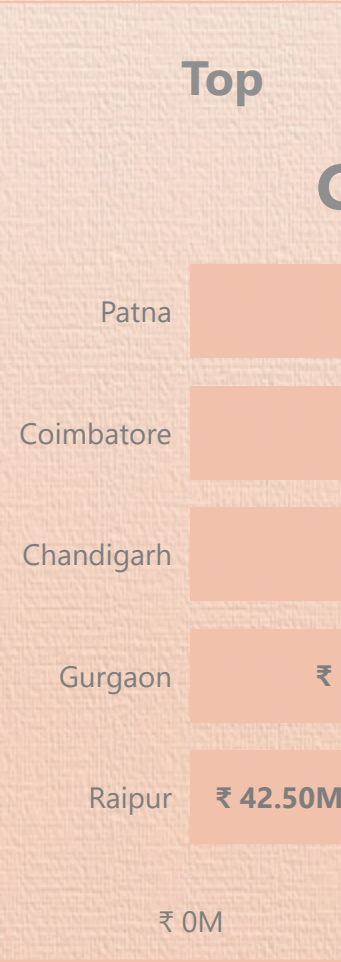 Top
C
Patna
Coimbatore
Chandigarh
Gurgaon ₹
Raipur ₹ 42.50M
₹ 0M